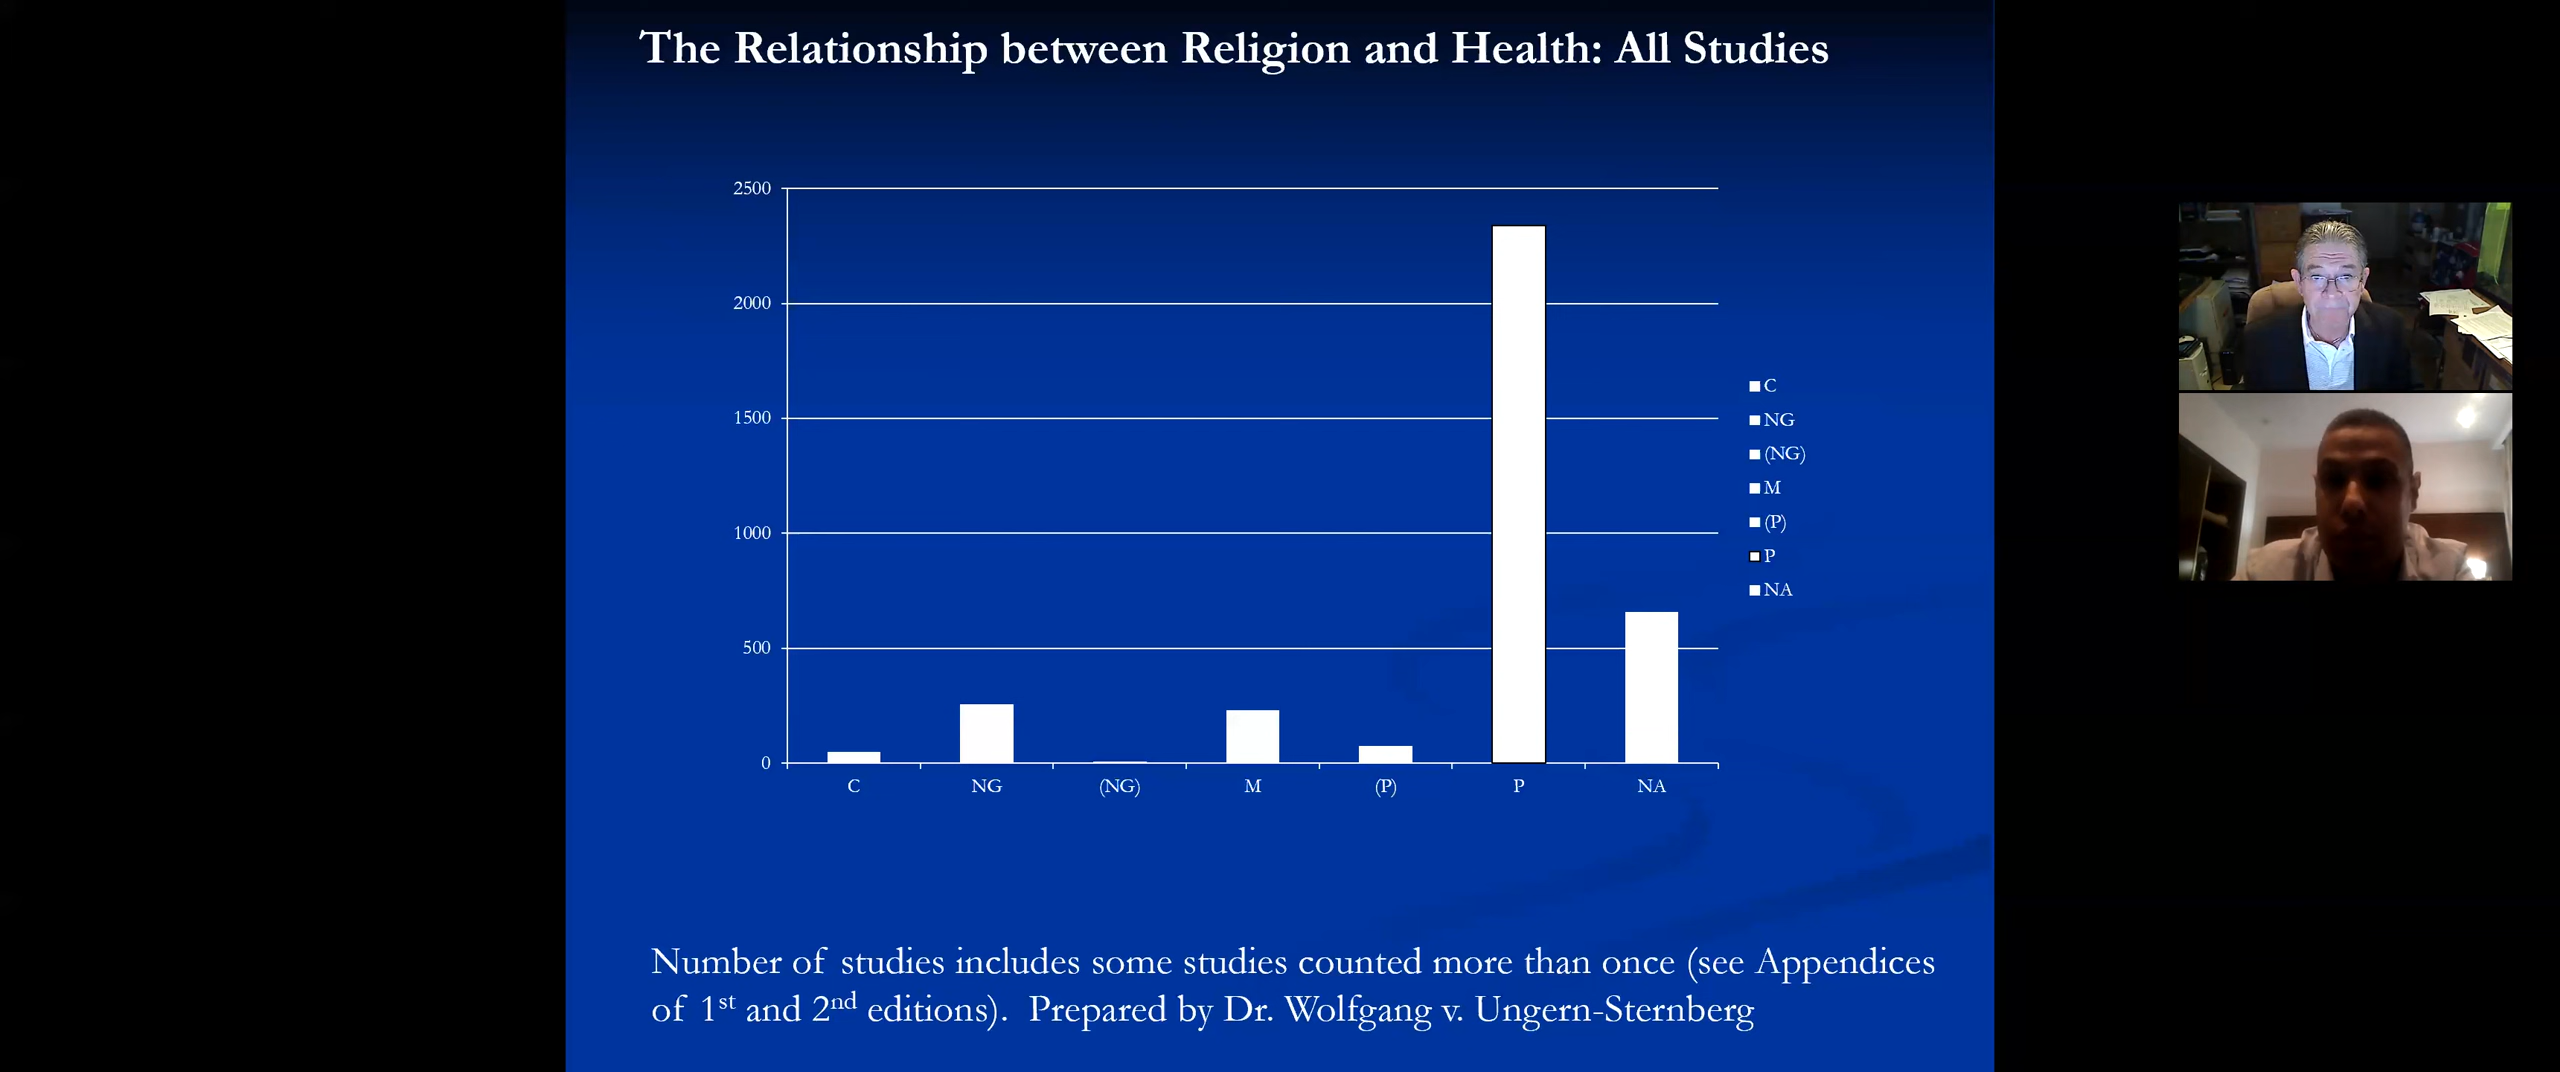 The Relationship between Religion and Health: All Studies
2500
2000
1500
1000
500
0
C
NG
(NG)
M
(P)
P
NA
C
NG
(NG)
M
(P)
P
NA
Number of studies includes some studies counted more than once (see Appendices
of 1st and 2nd editions). Prepared by Dr. Wolfgang v. Ungern-Sternberg